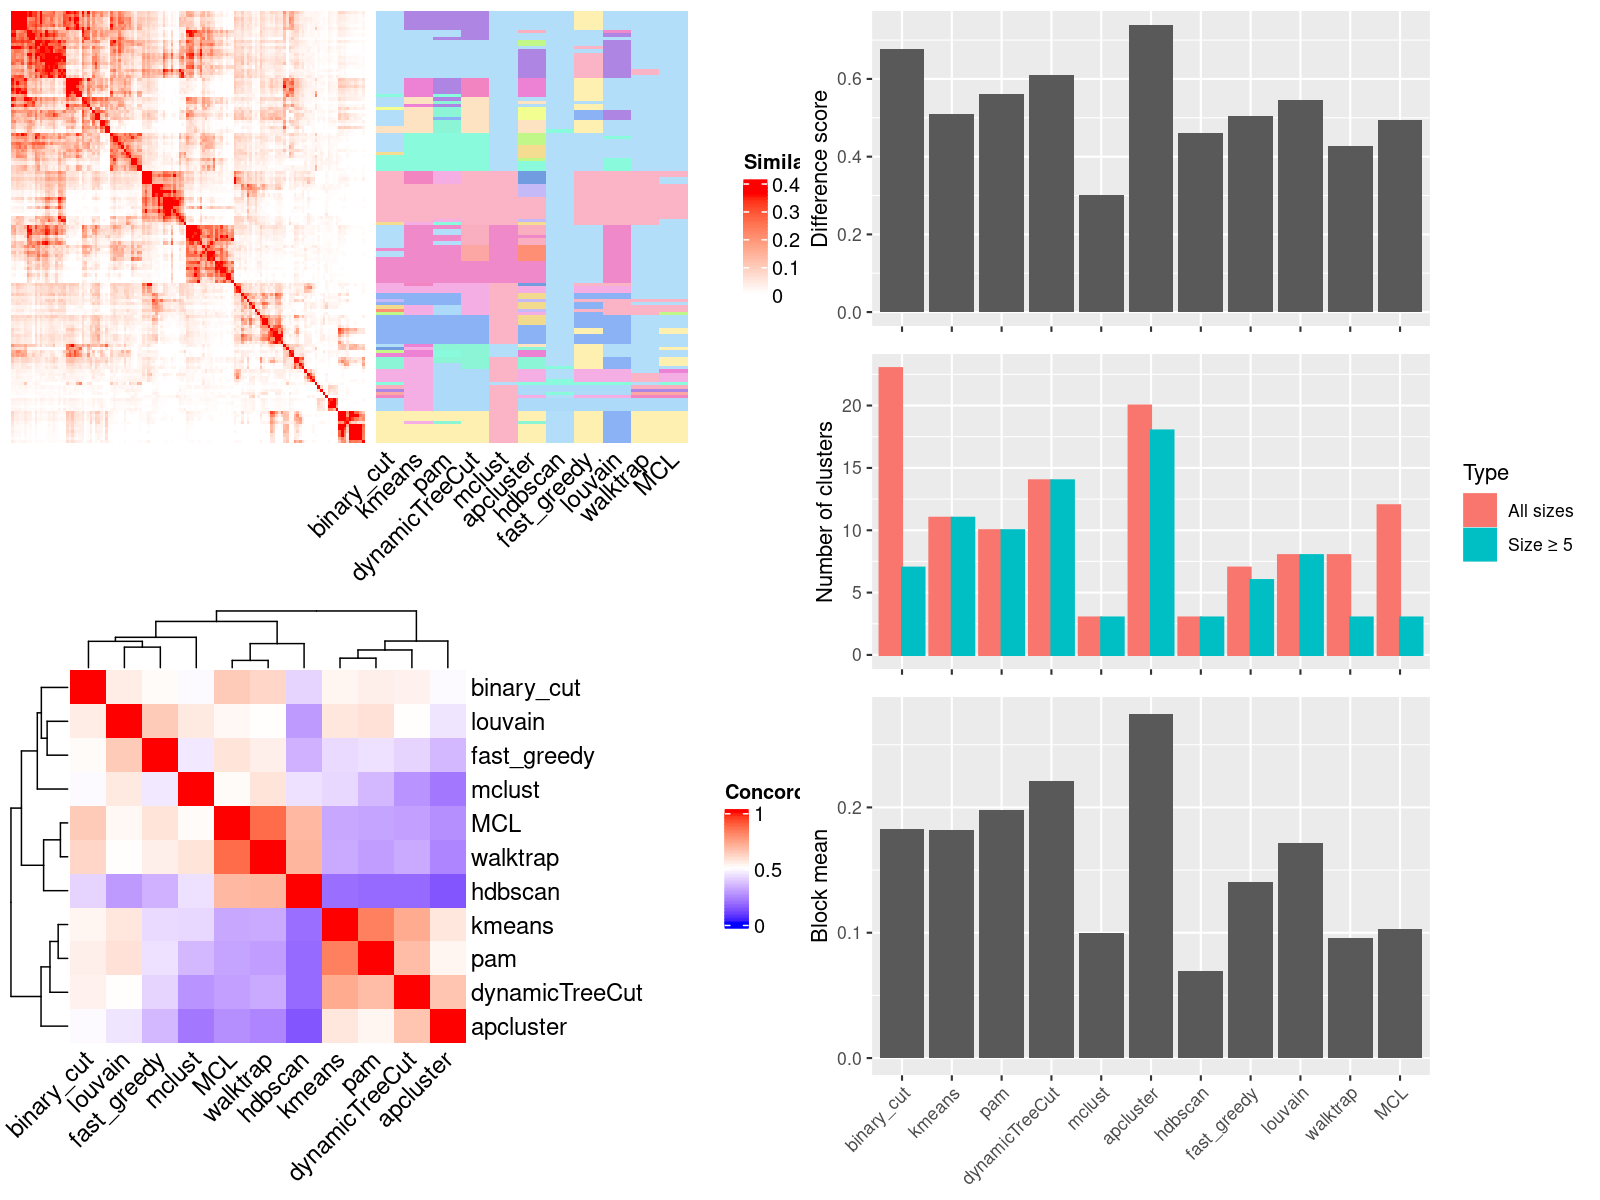 Simila
0.4
0.3
0.2
0.1
0
binary_cut
kmeans
pam
dynamicTreeCut
mclust
apcluster
hdbscan
fast_greedy
louvain
walktrap
MCL
binary_cut
louvain
fast_greedy
mclust
MCL
walktrap
hdbscan
kmeans
pam
dynamicTreeCut
apcluster
Concord
1
0.5
0
binary_cut
louvain
fast_greedy
mclust
MCL
walktrap
hdbscan
kmeans
pam
dynamicTreeCut
apcluster
Difference score
0.6
0.4
0.2
0.0
Number of clusters
20
15
10
5
0
Type
All sizes
Size ≥ 5
Block mean
0.2
0.1
0.0
binary_cut
kmeans
pam
dynamicTreeCut
mclust
apcluster
hdbscan
fast_greedy
louvain
walktrap
MCL